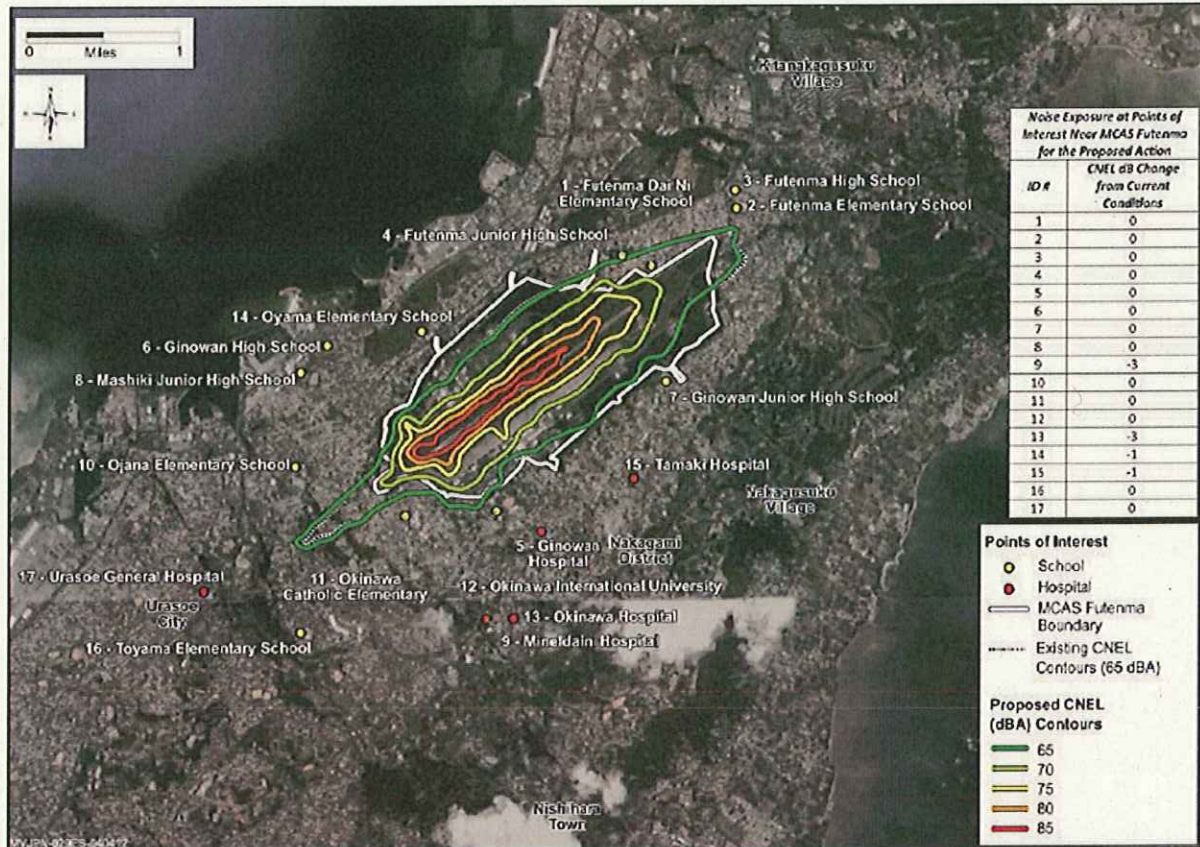 0 Miles 1
N
Kitanakagusuku
Village
Noise Exposure at Points of
Interest Near MCAS Futenma
for the Proposed Action
ID #
CNEL dB Change
from Current
Conditions
1 0
2 0
3 0
4 0
5 0
6 0
7 0
8 0
9 -3
10 0
11 0
12 0
13 -3
14 -1
15 -1
16 0
17 0
1 - Futenma Dai Ni
Elementary School
3 - Futenma High School
2 - Futenma Elementary School
4 - Futenma Junior High School
14 - Oyama Elementary School
6 - Ginowan High School
8 - Mashiki Junior High School
7 - Ginowan Junior High School
10 - Ojana Elementary School
15 - Tamaki Hospital
Nakagusuku
Village
5 - Ginowan
Hospital
Nakagami
District
17 - Urasoe General Hospital
Urasoe
City
11 - Okinawa
Catholic Elementary
12 - Okinawa International University
13 - Okinawa Hospital
9 - Mineidain Hospital
16 - Toyama Elementary School
Nishihara
Town
Points of Interest
School
Hospital
MCAS Futenma
Boundary
Existing CNEL
Contours (65 dBA)
Proposed CNEL
(dBA) Contours
65
70
75
80
85